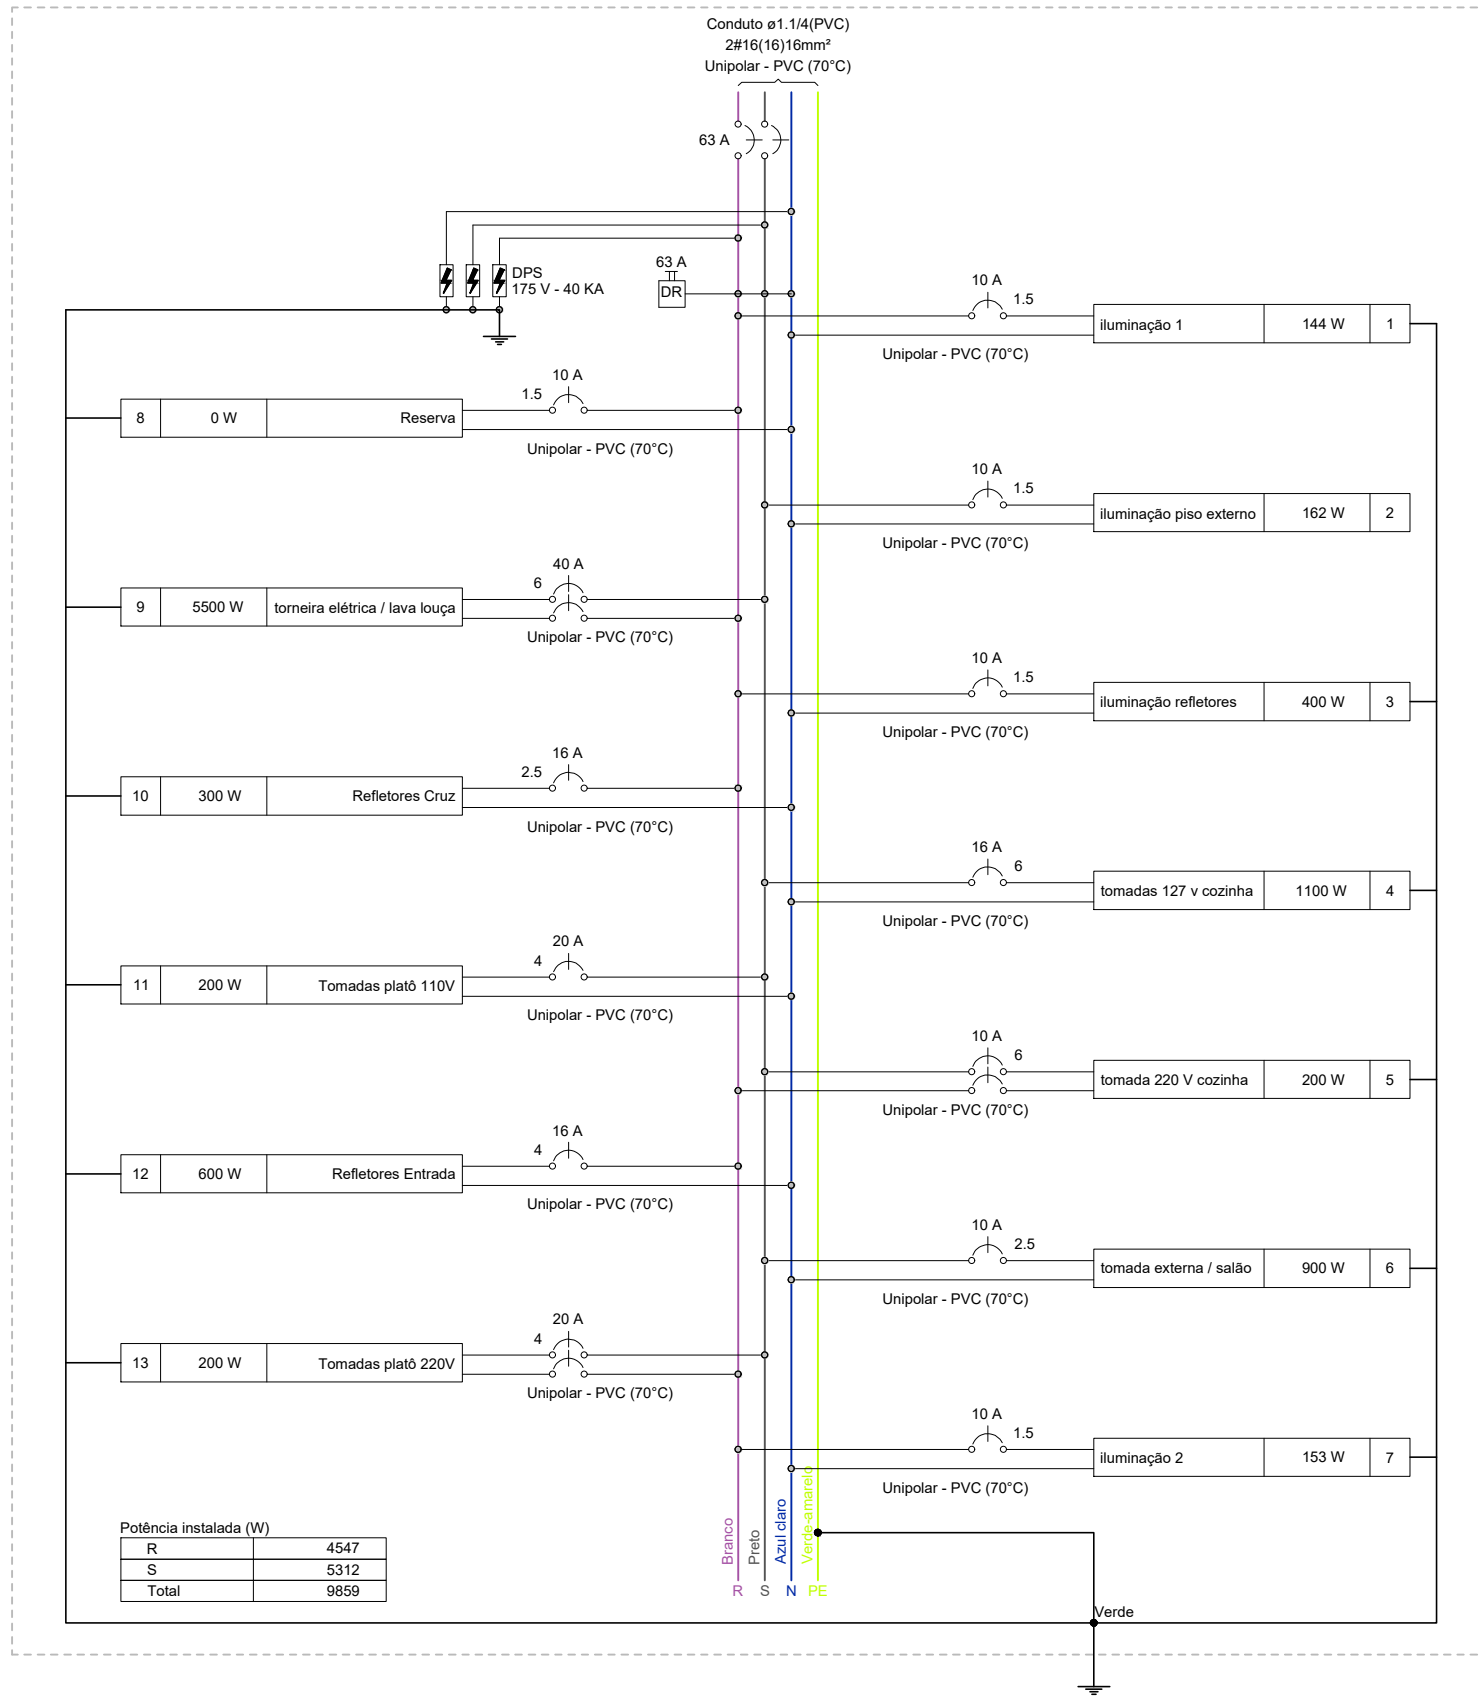 Conduto ø1.1/4(PVC)
2#16(16)16mm²
Unipolar - PVC (70°C)
63 A
DPS
175 V - 40 KA
63 A
DR
10 A
1.5
iluminação 1 144 W 1
Unipolar - PVC (70°C)
10 A
1.5
8 0 W Reserva
Unipolar - PVC (70°C)
10 A
1.5
iluminação piso externo 162 W 2
Unipolar - PVC (70°C)
40 A
6
9 5500 W torneira elétrica / lava louça
Unipolar - PVC (70°C)
10 A
1.5
iluminação refletores 400 W 3
Unipolar - PVC (70°C)
16 A
2.5
10 300 W Refletores Cruz
Unipolar - PVC (70°C)
16 A
6
tomadas 127 v cozinha 1100 W 4
Unipolar - PVC (70°C)
20 A
4
11 200 W Tomadas platô 110V
Unipolar - PVC (70°C)
10 A
6
tomada 220 V cozinha 200 W 5
Unipolar - PVC (70°C)
16 A
4
12 600 W Refletores Entrada
Unipolar - PVC (70°C)
10 A
2.5
tomada externa / salão 900 W 6
Unipolar - PVC (70°C)
20 A
4
13 200 W Tomadas platô 220V
Unipolar - PVC (70°C)
10 A
1.5
iluminação 2 153 W 7
Unipolar - PVC (70°C)
Potência instalada (W)
R 4547
S 5312
Total 9859
Branco
Preto
Azul claro
Verde-amarelo
R S N PE
Verde